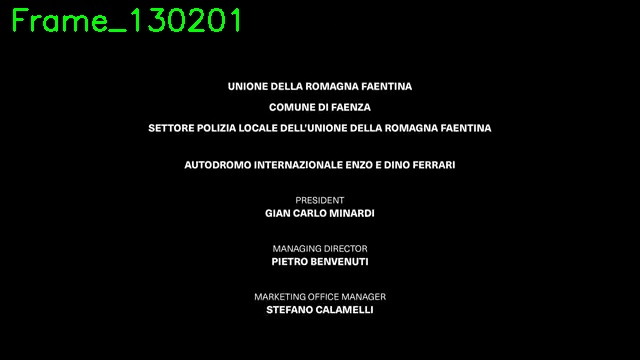 Frame_130201
UNIONE DELLA ROMAGNA FAENTINA
COMUNE DI FAENZA
SETTORE POLIZIA LOCALE DELL'UNIONE DELLA ROMAGNA FAENTINA
AUTODROMO INTERNAZIONALE ENZO E DINO FERRARI
PRESIDENT
GIAN CARLO MINARDI
MANAGING DIRECTOR
PIETRO BENVENUTI
MARKETING OFFICE MANAGER
STEFANO CALAMELLI